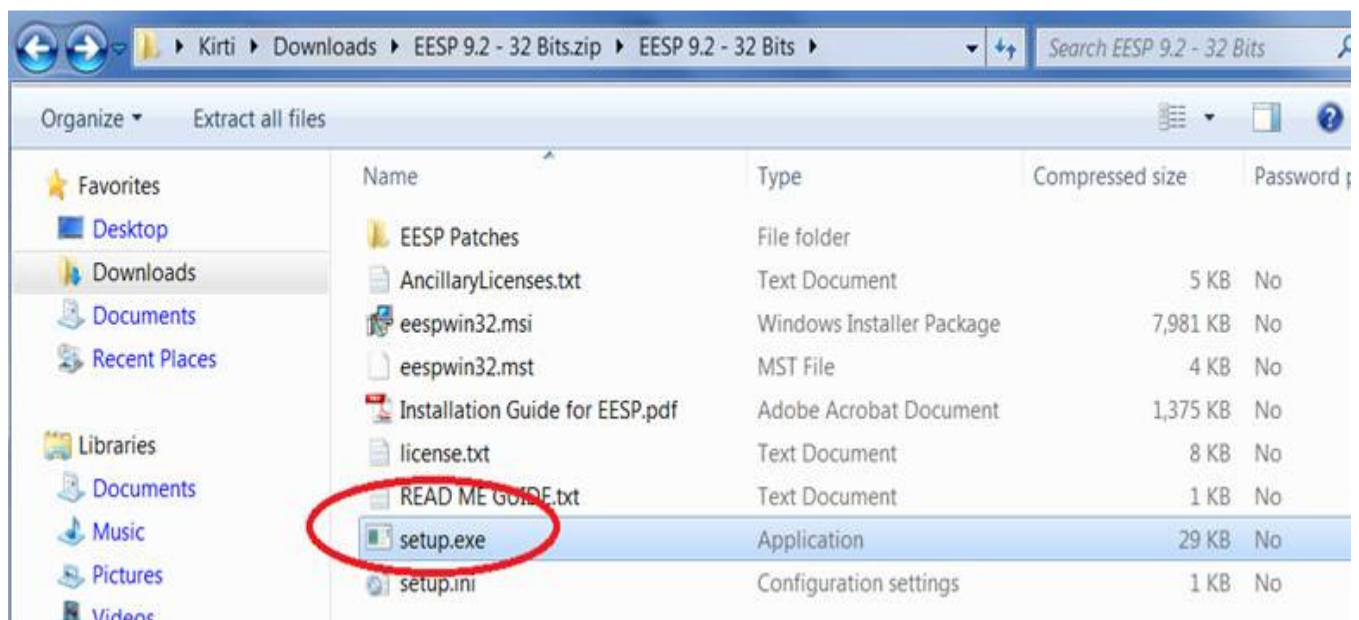 Kirti Downloads EESP 9.2 - 32 Bits.zip EESP 9.2 - 32 Bits Search EESP 9.2 - 32 Bits
Organize Extract all files
Name Type Compressed size Password p
Favorites
Desktop
Downloads
Documents
Recent Places
Libraries
Documents
Music
Pictures
Videos
EESP Patches File folder
AncillaryLicenses.txt Text Document 5 KB No
eespwin32.msi Windows Installer Package 7,981 KB No
eespwin32.mst MST File 4 KB No
Installation Guide for EESP.pdf Adobe Acrobat Document 1,375 KB No
license.txt Text Document 8 KB No
READ ME GUIDE.txt Text Document 1 KB No
setup.exe Application 29 KB No
setup.ini Configuration settings 1 KB No